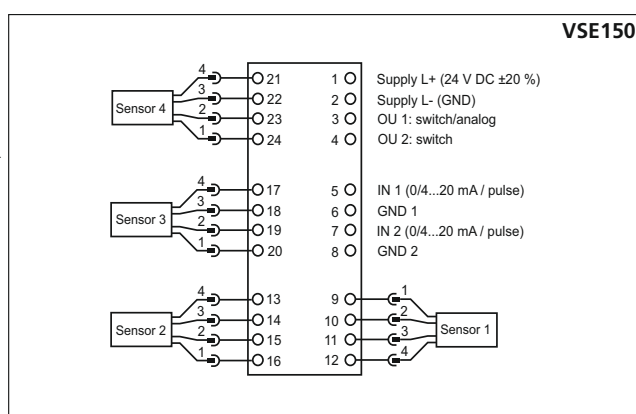 VSE150
4 21 1 Supply L+ (24 V DC ±20 %)
3 22 2 Supply L- (GND)
Sensor 4
2 23 3 OU 1: switch/analog
1 24 4 OU 2: switch
4 17 5 IN 1 (0/4...20 mA / pulse)
3 18 6 GND 1
Sensor 3
2 19 7 IN 2 (0/4...20 mA / pulse)
1 20 8 GND 2
4 13 9 1
3 14 10 2
Sensor 2 Sensor 1
2 15 11 3
1 16 12 4